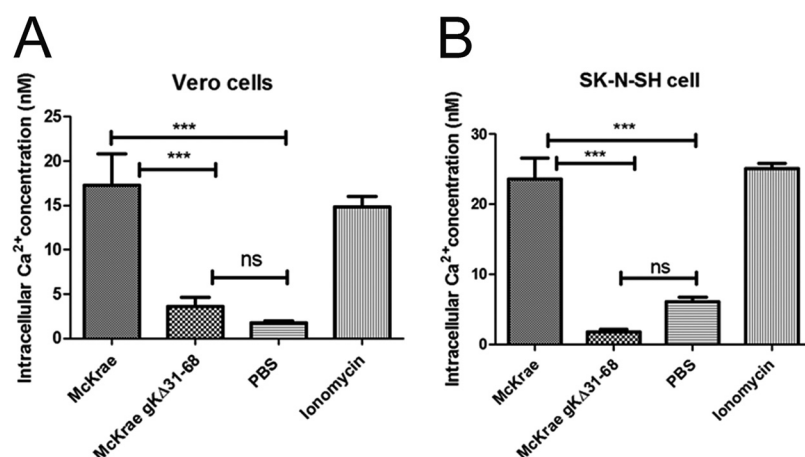 A
Vero cells
Intracellular Ca²⁺concentration (nM)
25
20
15
10
5
0
***
***
ns
McKrae
McKrae gKΔ31-68
PBS
Ionomycin
B
SK-N-SH cell
Intracellular Ca²⁺concentration (nM)
30
20
10
0
***
***
ns
McKrae
McKrae gKΔ31-68
PBS
Ionomycin